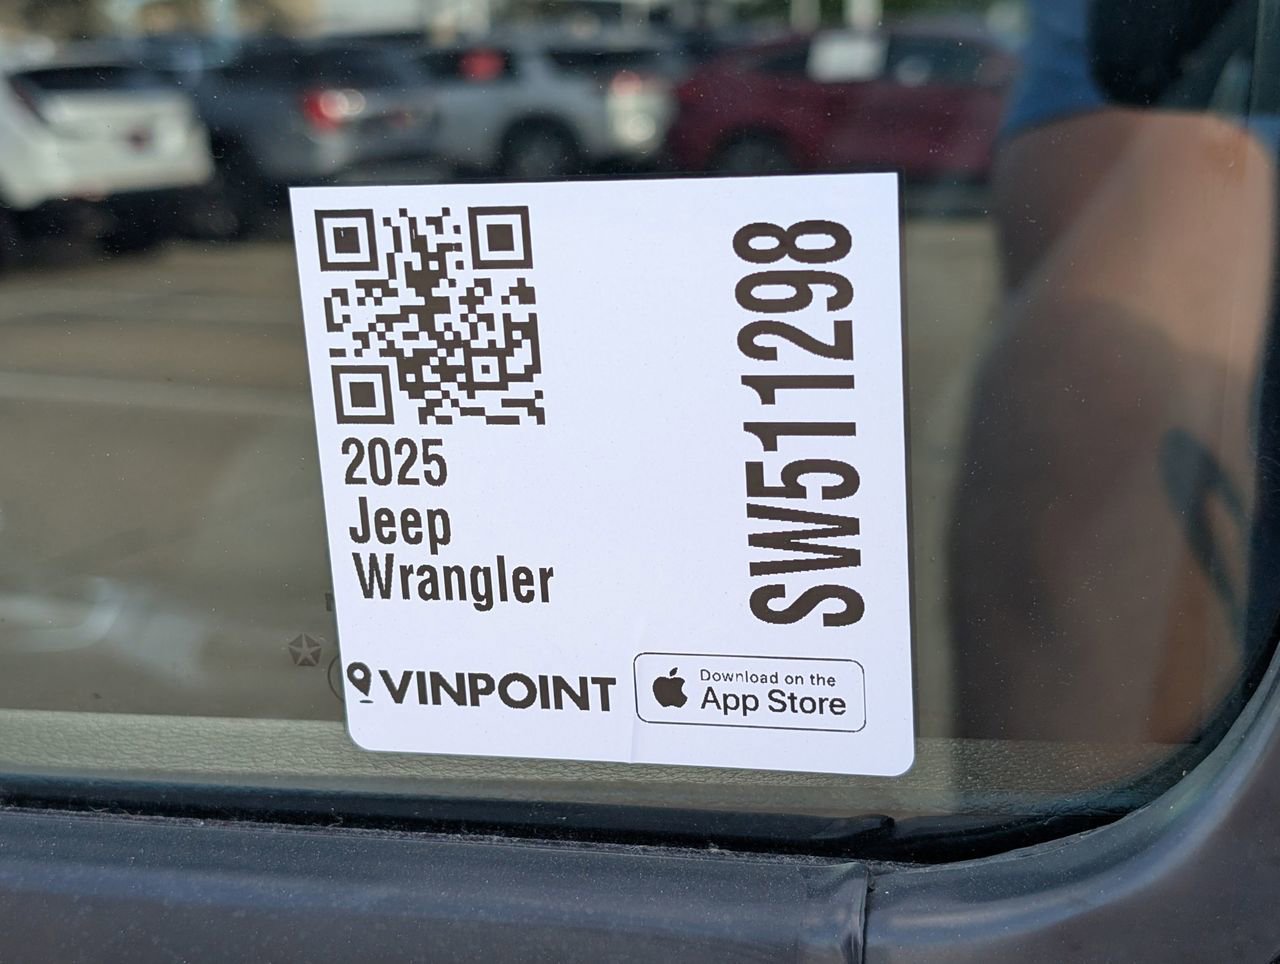 2025
Jeep
Wrangler
SW511298
VINPOINT
Download on the
App Store